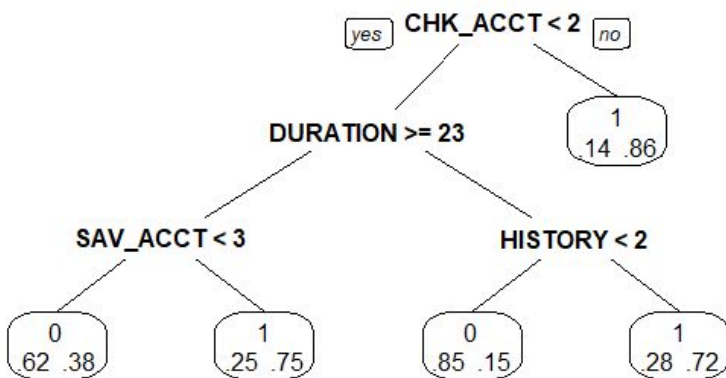 yes CHK_ACCT < 2 no
DURATION >= 23
1
.14 .86
SAV_ACCT < 3
HISTORY < 2
0
.62 .38
1
.25 .75
0
.85 .15
1
.28 .72